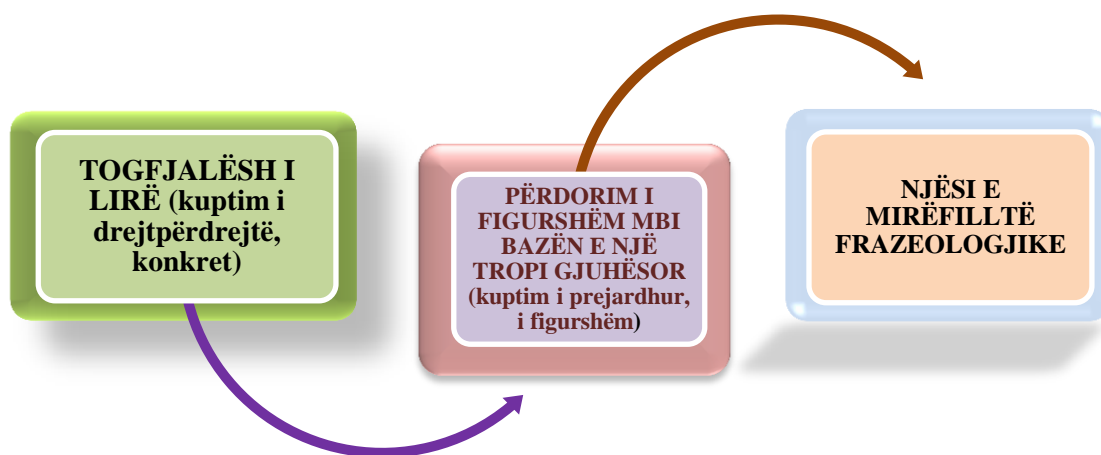 TOGFJALËSH I
LIRË (kuptim i
drejtpërdrejtë,
konkret)
PËRDORIM I
FIGURSHËM MBI
BAZËN E NJË
TROPI GJUHËSOR
(kuptim i prejardhur,
i figurshëm)
NJËSI E
MIRËFILLTË
FRAZEOLOGJIKE